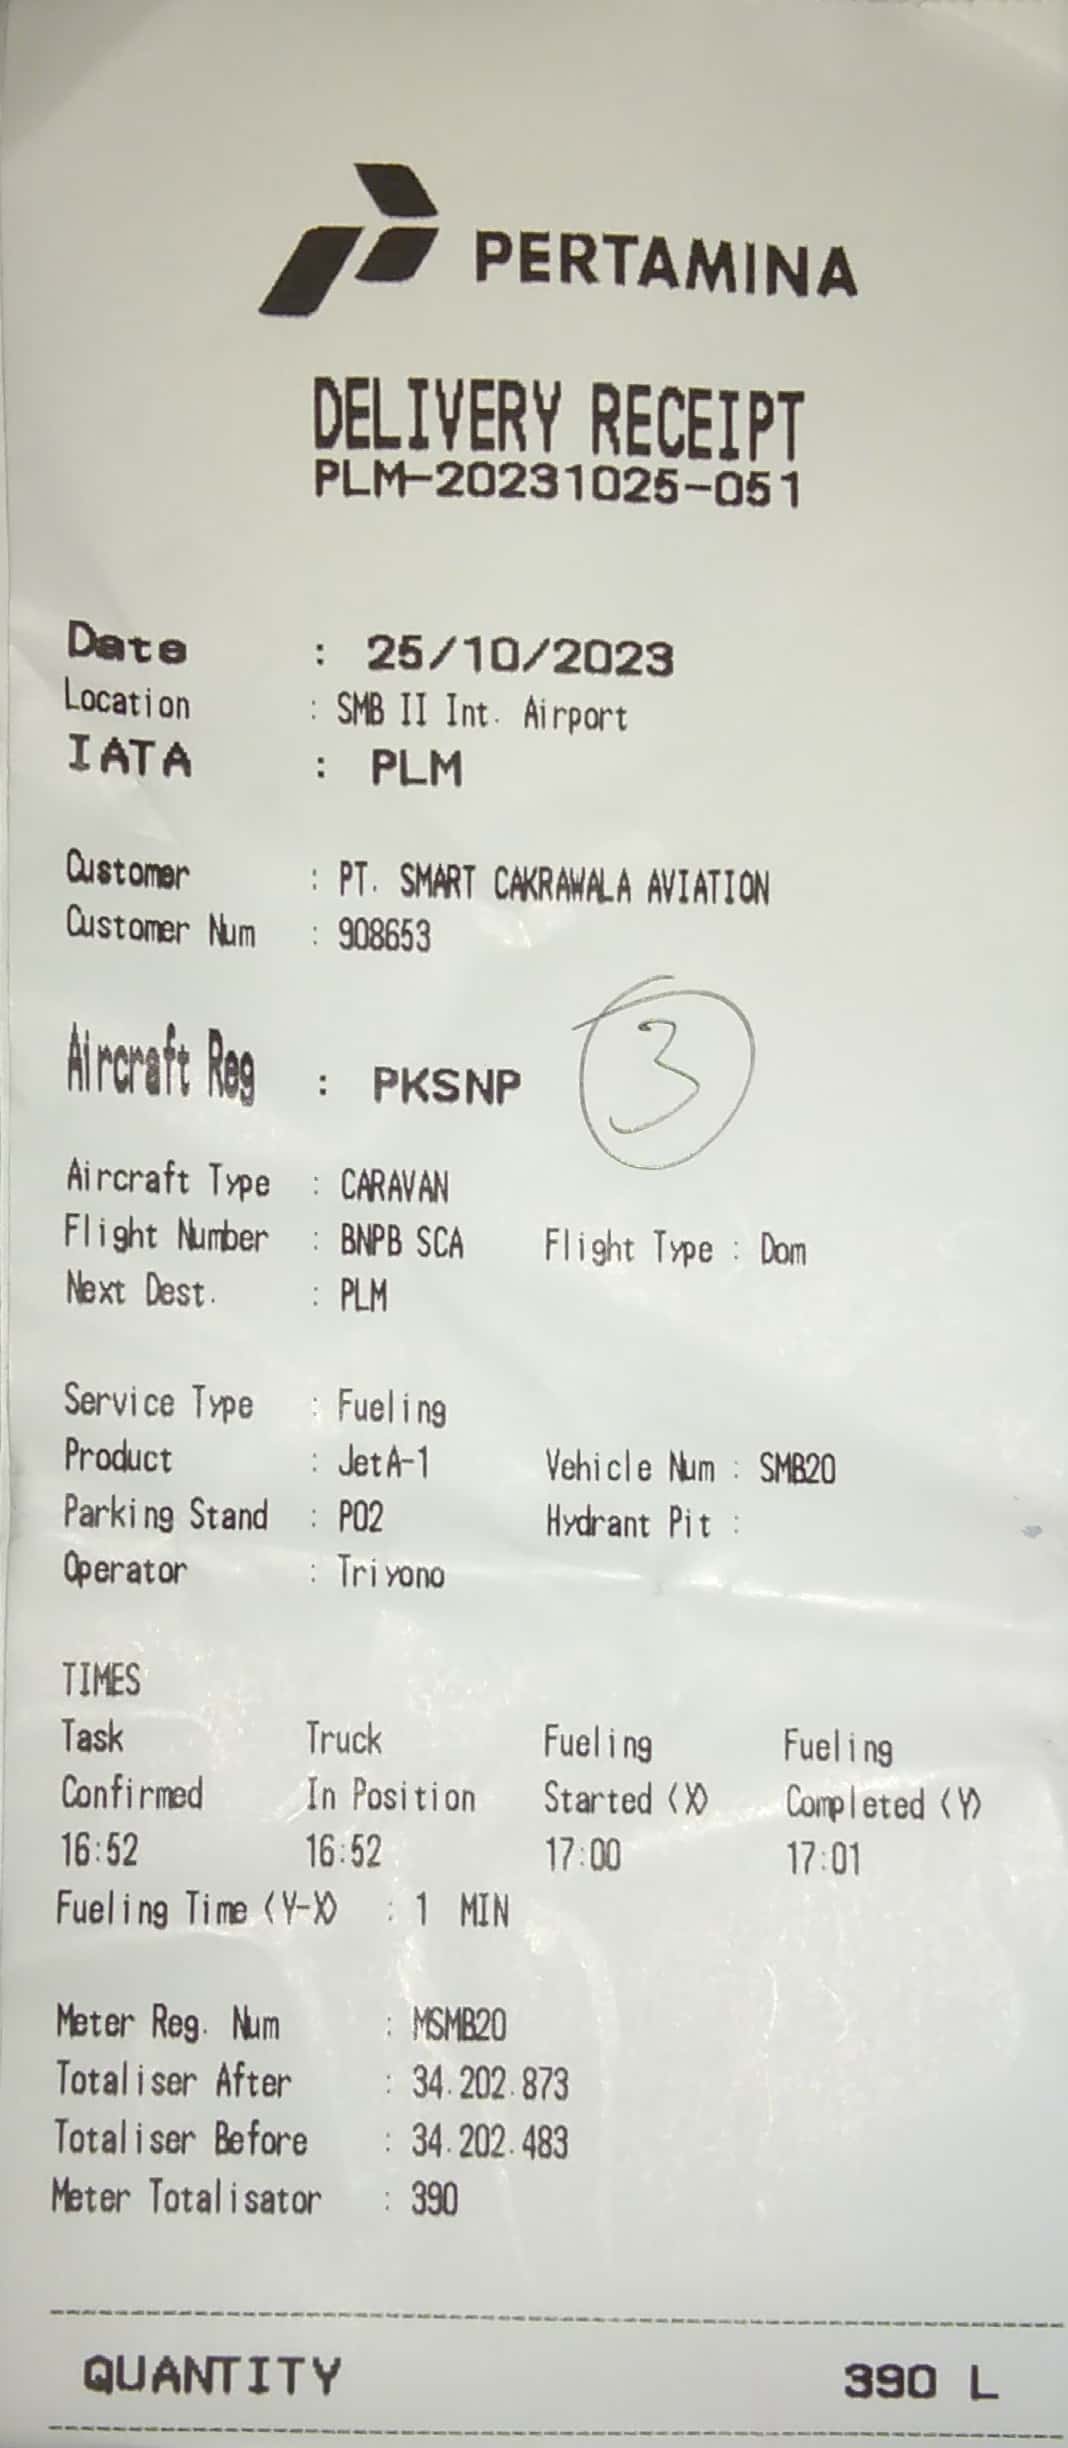 PERTAMINA
DELIVERY RECEIPT
PLM-20231025-051
Date : 25/10/2023
Location : SMB II Int. Airport
IATA : PLM
Customer : PT. SMART CAKRAWALA AVIATION
Customer Num : 908653
Aircraft Reg : PKSNP
3
Aircraft Type : CARAVAN
Flight Number : BNPB SCA Flight Type : Dom
Next Dest. : PLM
Service Type : Fueling
Product : JetA-1 Vehicle Num : SMB20
Parking Stand : P02 Hydrant Pit :
Operator : Triyono
TIMES
Task Truck Fueling Fueling
Confirmed In Position Started (X) Completed (Y)
16:52 16:52 17:00 17:01
Fueling Time (Y-X) : 1 MIN
Meter Reg. Num : MSMB20
Totaliser After : 34.202.873
Totaliser Before : 34.202.483
Meter Totalisator : 390
QUANTITY 390 L